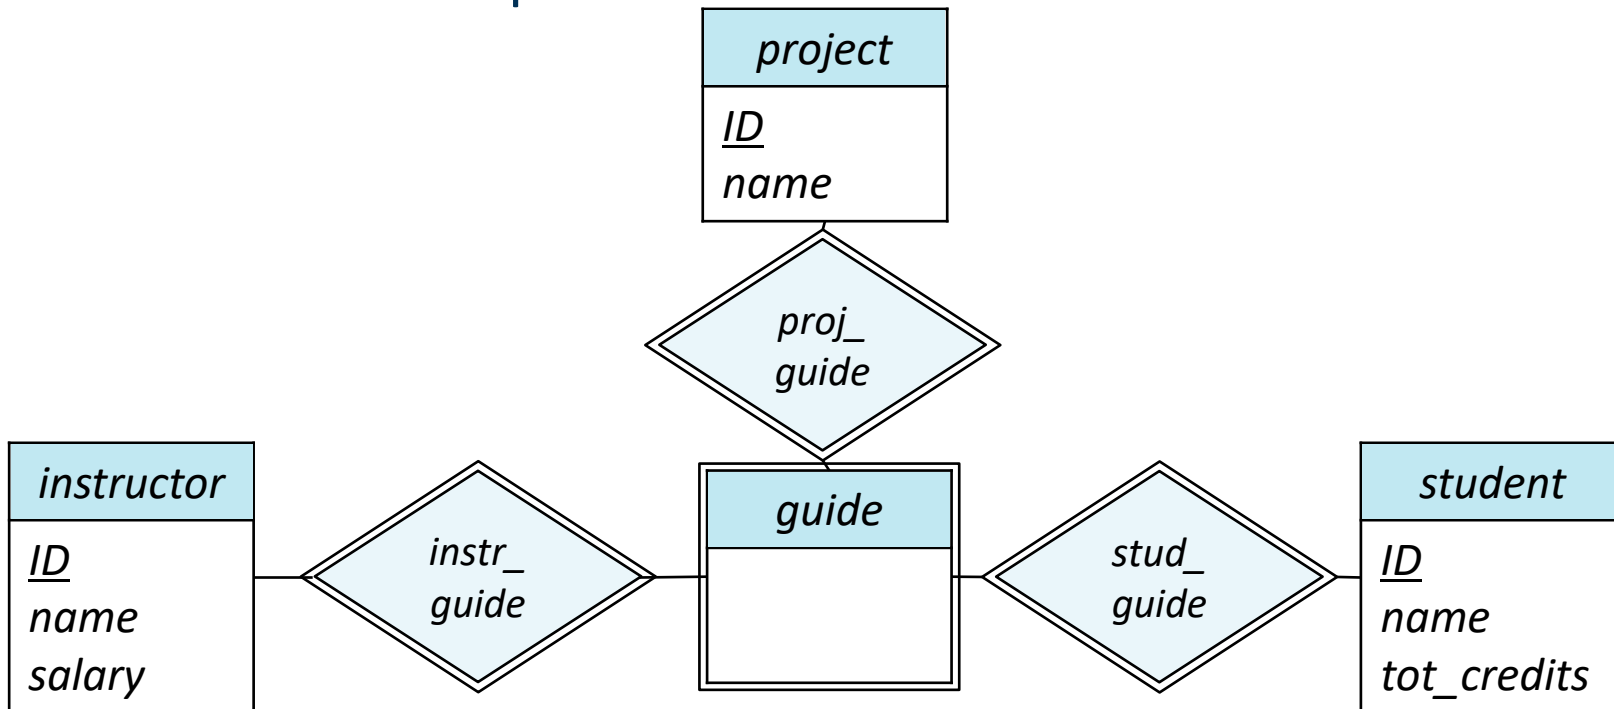 project
ID
name
proj_
guide
instructor
ID
name
salary
instr_
guide
guide
stud_
guide
student
ID
name
tot_credits